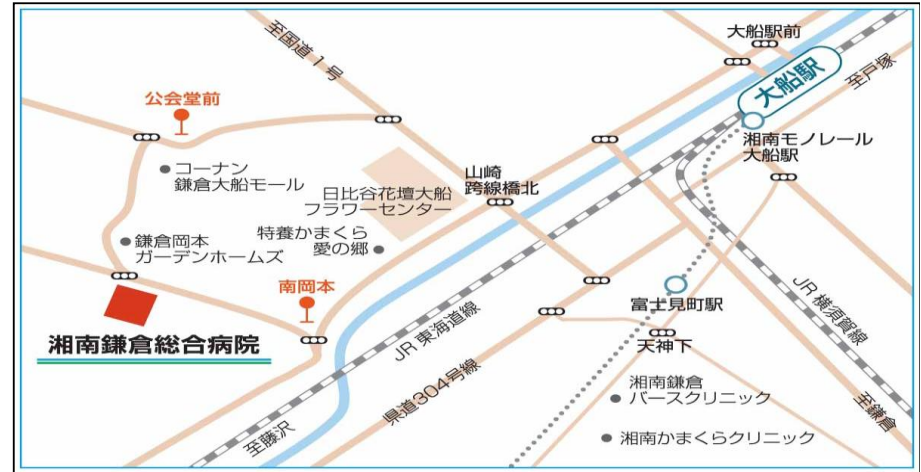 至国道1号
大船駅前
大船駅
至戸塚
公会堂前
湘南モノレール
大船駅
コーナン
鎌倉大船モール
山崎
跨線橋北
日比谷花壇大船
フラワーセンター
鎌倉岡本
ガーデンホームズ
特養かまくら
愛の郷
南岡本
富士見町駅
JR 横須賀線
湘南鎌倉総合病院
JR 東海道線
天神下
県道304号線
湘南鎌倉
バースクリニック
至鎌倉
至藤沢
湘南かまくらクリニック